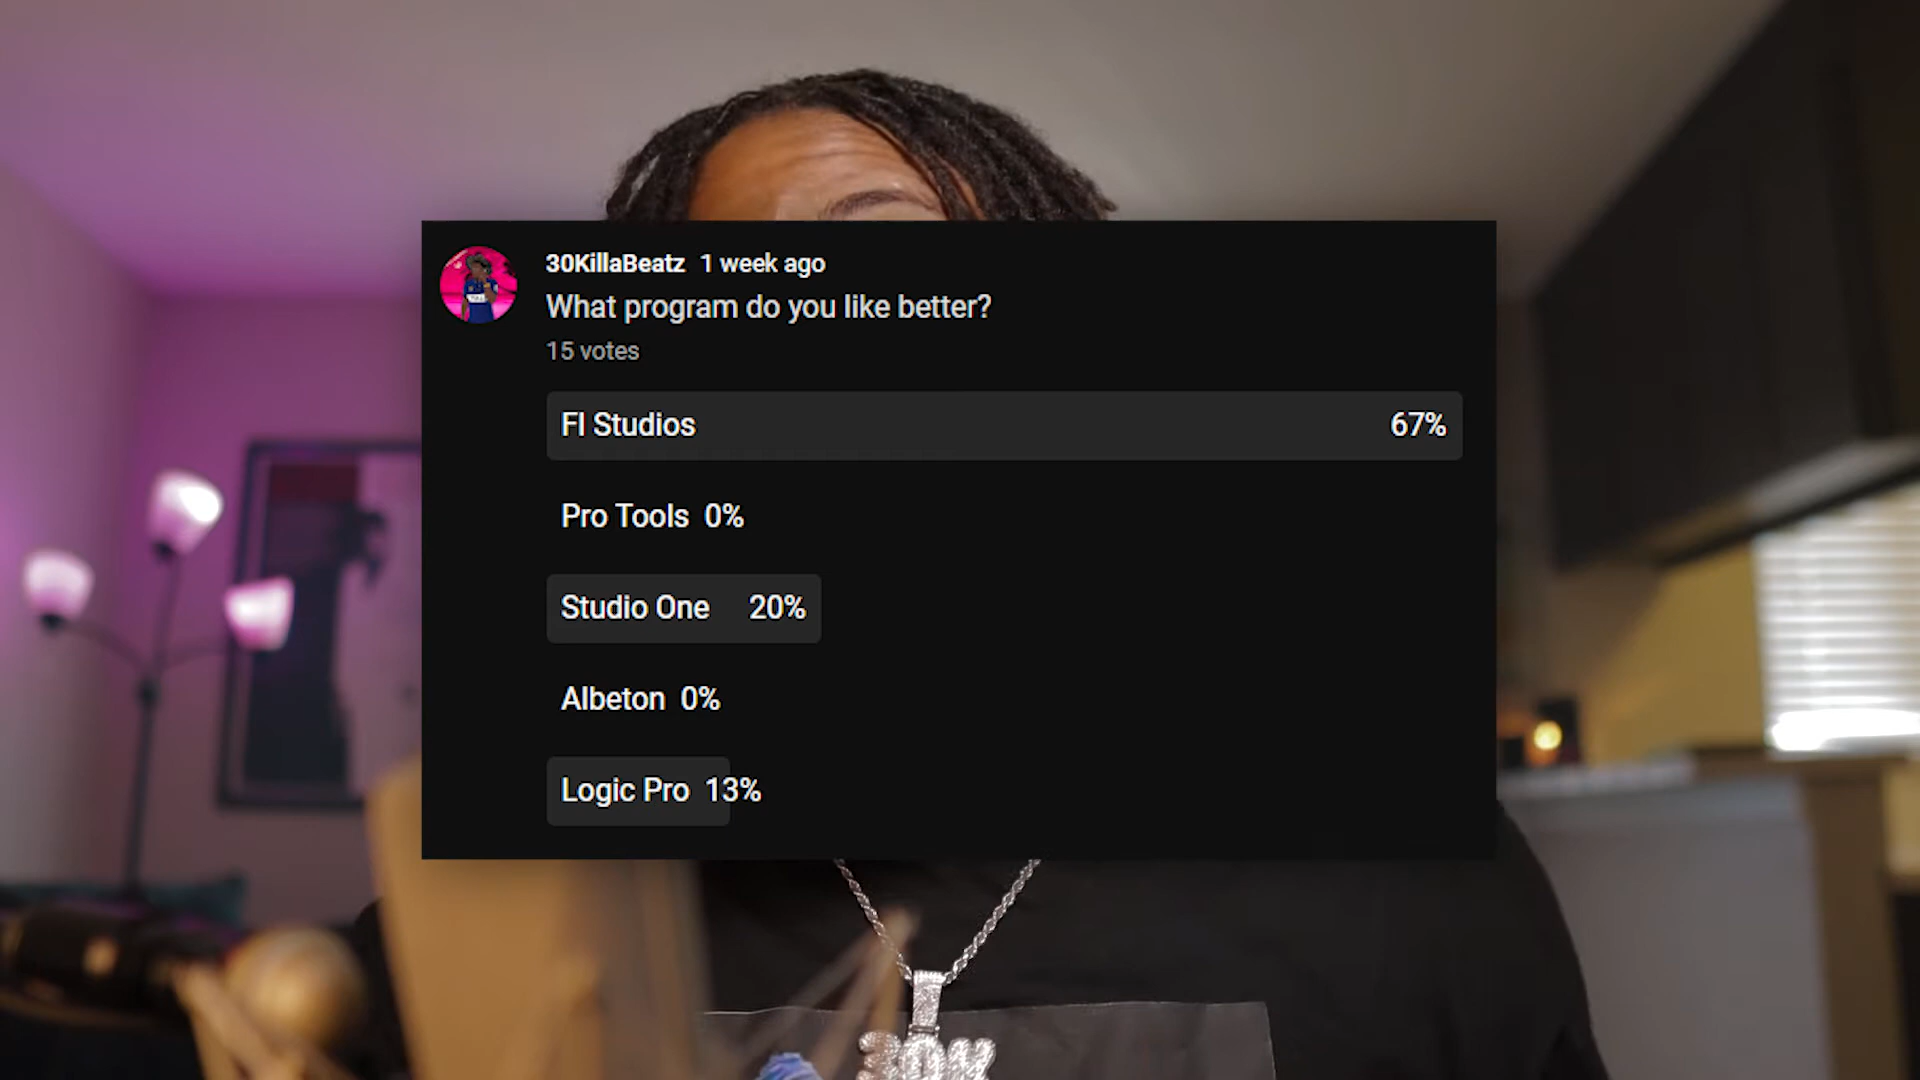 30KillaBeatz 1 week ago
What program do you like better?
15 votes
Fl Studios 67%
Pro Tools 0%
Studio One 20%
Albeton 0%
Logic Pro 13%
30K